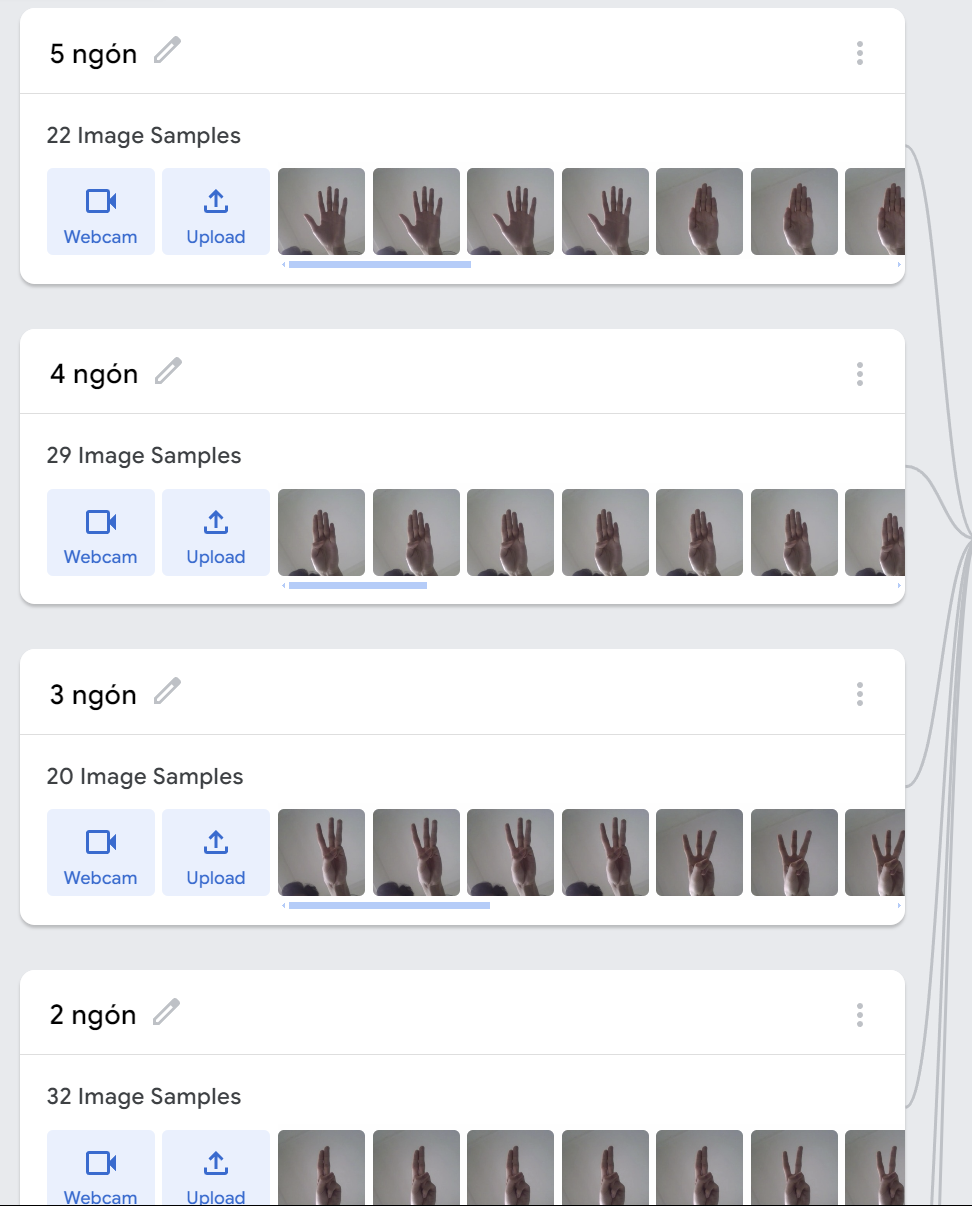 5 ngón
22 Image Samples
Webcam Upload
4 ngón
29 Image Samples
Webcam Upload
3 ngón
20 Image Samples
Webcam Upload
2 ngón
32 Image Samples
Webcam Upload